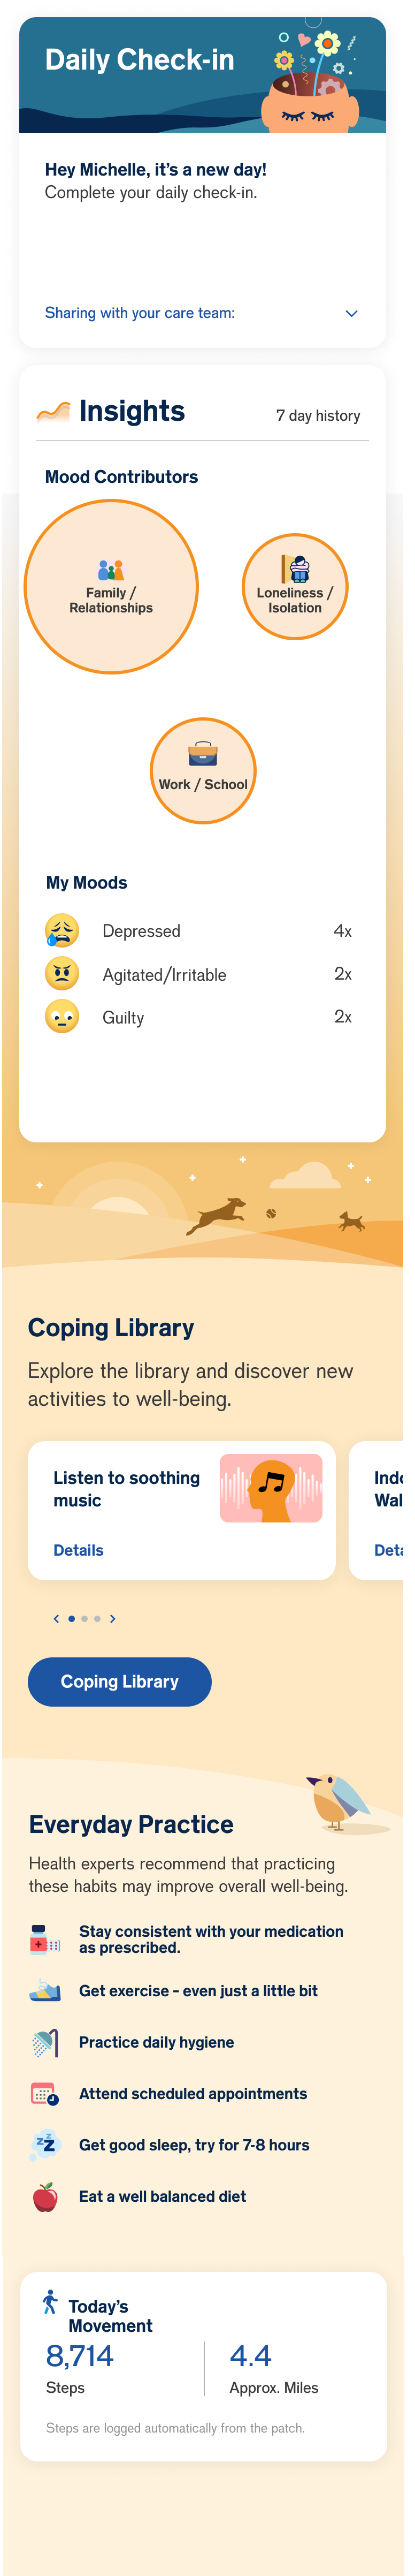 Daily Check-in
Hey Michelle, it's a new day!
Complete your daily check-in.
Sharing with your care team:
Insights
7 day history
Mood Contributors
Family /
Relationships
Loneliness /
Isolation
Work / School
My Moods
Depressed 4x
Agitated/Irritable 2x
Guilty 2x
Coping Library
Explore the library and discover new
activities to well-being.
Listen to soothing
music
Details
Coping Library
Everyday Practice
Health experts recommend that practicing
these habits may improve overall well-being.
Stay consistent with your medication
as prescribed.
Get exercise - even just a little bit
Practice daily hygiene
Attend scheduled appointments
zzZ
Get good sleep, try for 7-8 hours
Eat a well balanced diet
Today's
Movement
8,714
Steps
4.4
Approx. Miles
Steps are logged automatically from the patch.